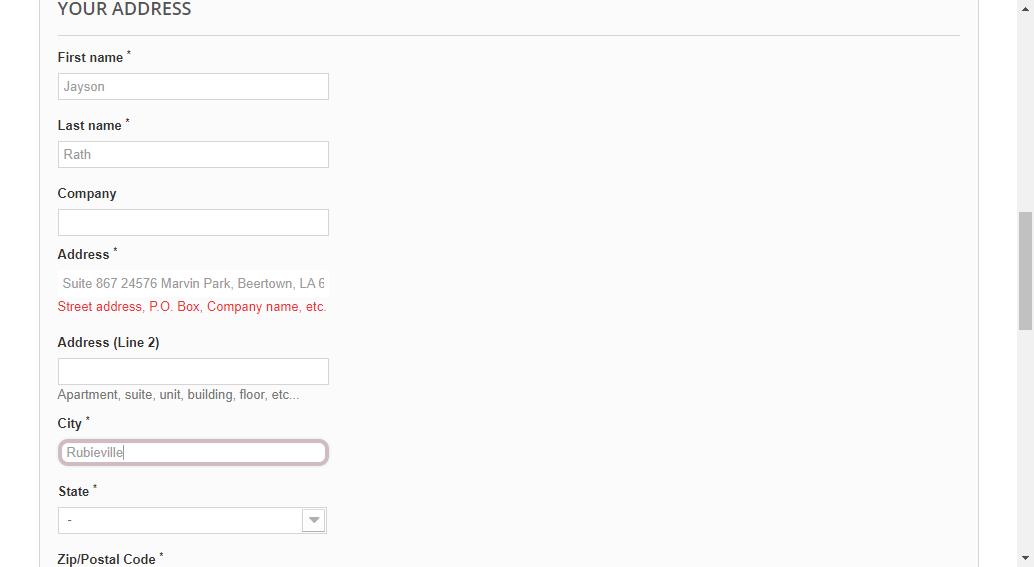 YOUR ADDRESS
First name *
Jayson
Last name *
Rath
Company
Address *
Suite 867 24576 Marvin Park, Beertown, LA 6
Street address, P.O. Box, Company name, etc.
Address (Line 2)
Apartment, suite, unit, building, floor, etc...
City *
Rubieville
State *
-
Zip/Postal Code *